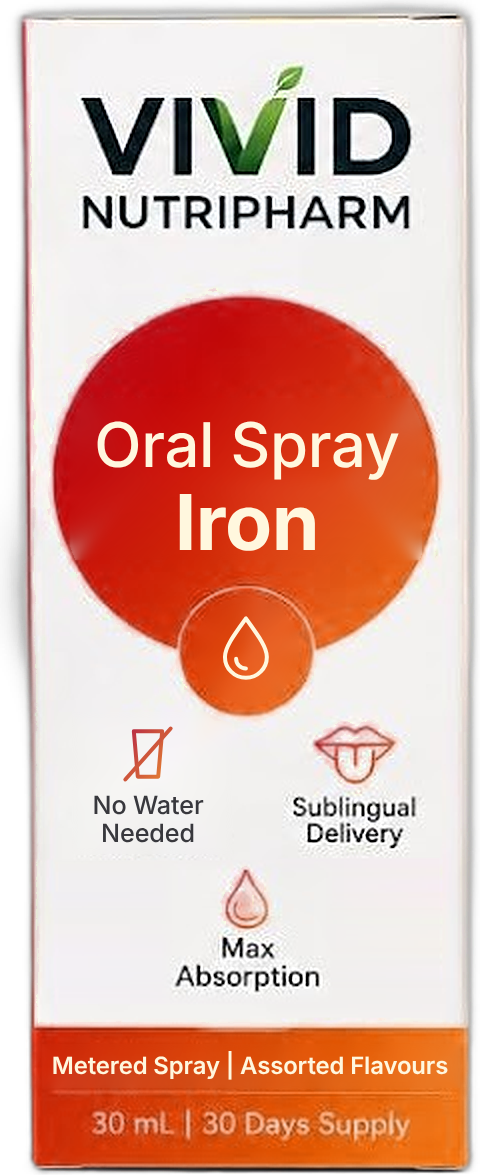 VIVID
NUTRIPHARM
Oral Spray
Iron
No Water
Needed
Sublingual
Delivery
Max
Absorption
Metered Spray | Assorted Flavours
30 mL | 30 Days Supply